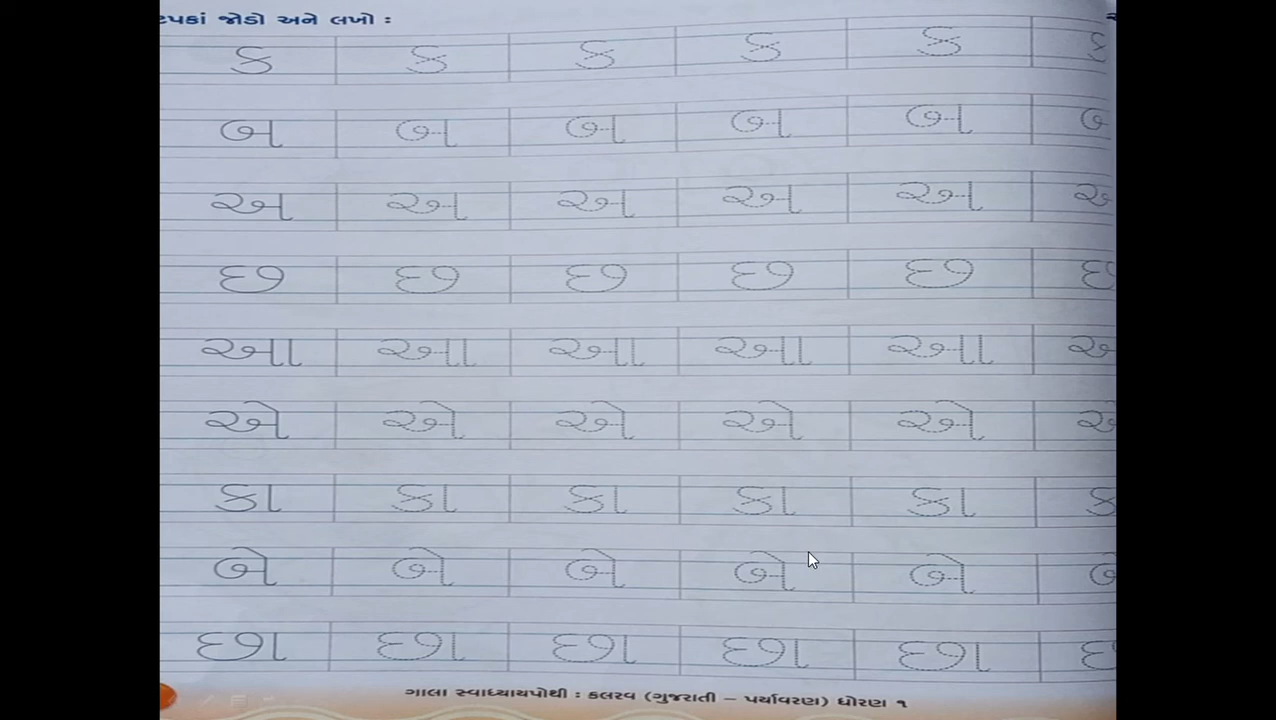 ટપકાં જોડો અને લખો :
ક ક ક ક ક ક
બ બ બ બ બ બ
અ અ અ અ અ અ
છ છ છ છ છ છ
આ આ આ આ આ
એ એ એ એ એ
કા કા કા કા કા ક
બે બે બે બે બે
છા છા છા છા છા
ગાલા સ્વાધ્યાયપોથી : કલરવ (ગુજરાતી – પર્યાવરણ) ધોરણ ૧